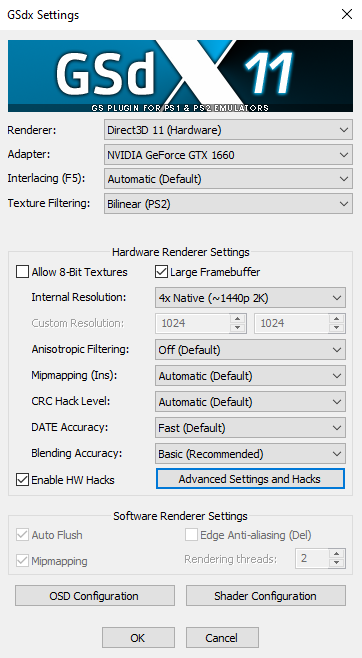 GSdx Settings
GSdX 11
GS PLUGIN FOR PS1 & PS2 EMULATORS
Renderer: Direct3D 11 (Hardware)
Adapter: NVIDIA GeForce GTX 1660
Interlacing (F5): Automatic (Default)
Texture Filtering: Bilinear (PS2)
Hardware Renderer Settings
Allow 8-Bit Textures Large Framebuffer
Internal Resolution: 4x Native (~1440p 2K)
Custom Resolution: 1024 1024
Anisotropic Filtering: Off (Default)
Mipmapping (Ins): Automatic (Default)
CRC Hack Level: Automatic (Default)
DATE Accuracy: Fast (Default)
Blending Accuracy: Basic (Recommended)
Enable HW Hacks Advanced Settings and Hacks
Software Renderer Settings
Auto Flush Edge Anti-aliasing (Del)
Mipmapping Rendering threads: 2
OSD Configuration Shader Configuration
OK Cancel